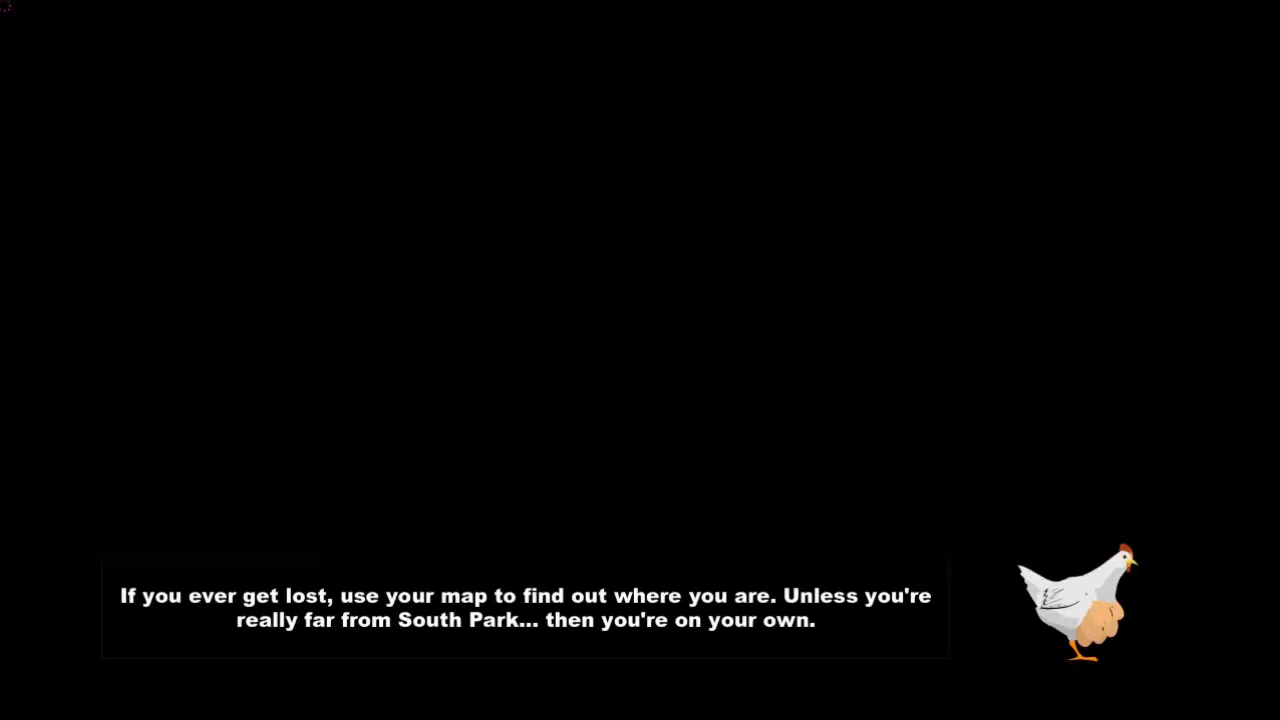 If you ever get lost, use your map to find out where you are. Unless you're
really far from South Park... then you're on your own.